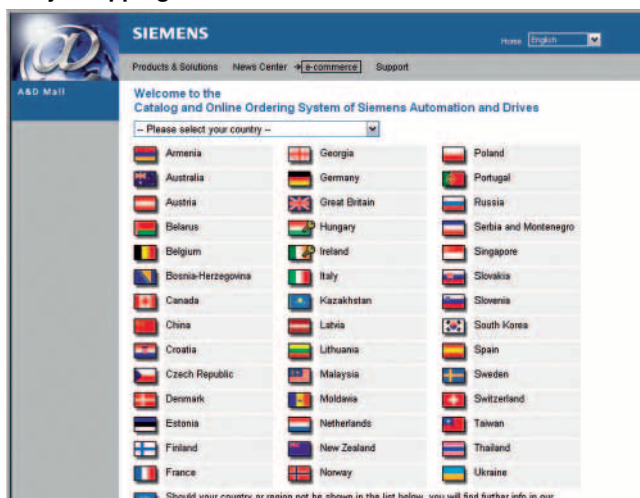 SIEMENS
Home English
Products & Solutions News Center e-commerce Support
A&D Mall
Welcome to the
Catalog and Online Ordering System of Siemens Automation and Drives
-- Please select your country --
Armenia Georgia Poland
Australia Germany Portugal
Austria Great Britain Russia
Belarus Hungary Serbia and Montenegro
Belgium Ireland Singapore
Bosnia-Herzegovina Italy Slovakia
Canada Kazakhstan Slovenia
China Latvia South Korea
Croatia Lithuania Spain
Czech Republic Malaysia Sweden
Denmark Moldavia Switzerland
Estonia Netherlands Taiwan
Finland New Zealand Thailand
France Norway Ukraine
Should your country or region not be shown in the list below, you will find further info in our